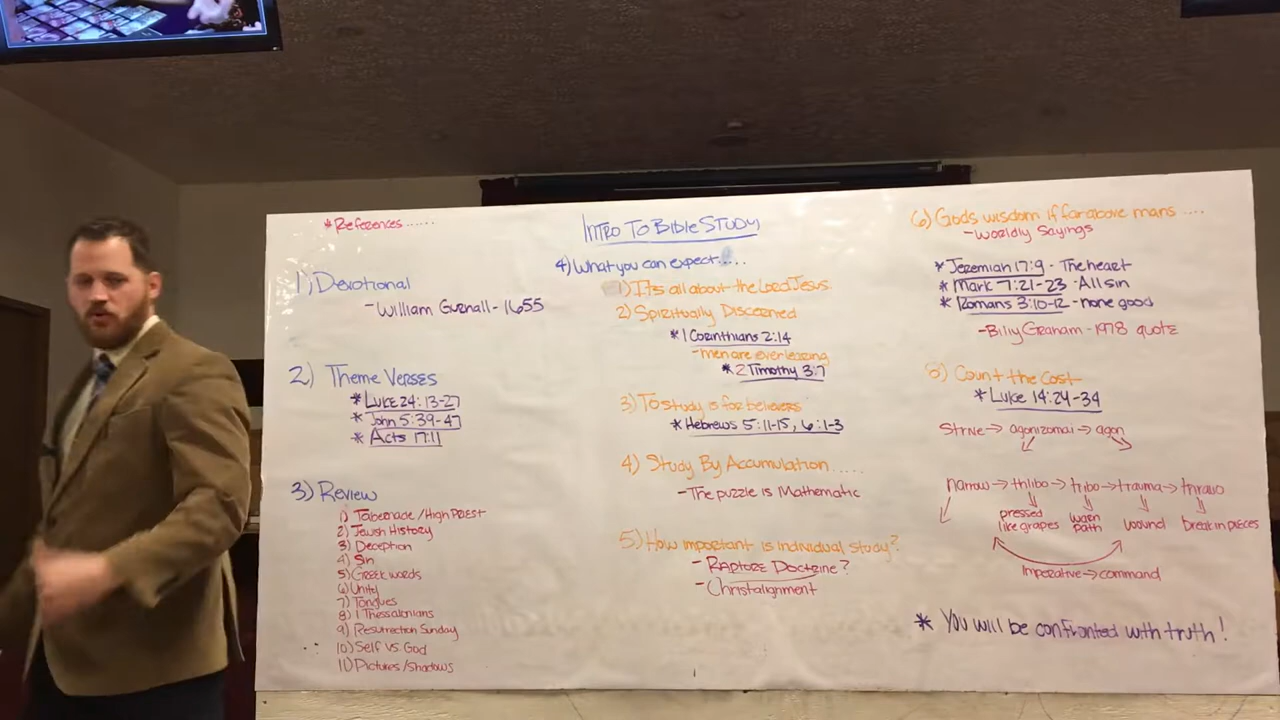 * References ......
1) Devotional
- William Gurnall - 1655
2) Theme Verses
* Luke 24:13-27
* John 5:39-47
* Acts 17:11
3) Review
1) Tabernacle / High Priest
2) Jewish History
3) Deception
4) Sin
5) Greek words
6) Unity
7) Tongues
8) 1 Thessalonians
9) Resurrection Sunday
10) Self vs. God
11) Pictures / Shadows
Intro To Bible Study
4) What you can expect.....
1) Its all about the Lord Jesus
2) Spiritually Discerned
* 1 Corinthians 2:14
- men are ever learing
* 2 Timothy 3:7
3) To study is for believers
* Hebrews 5:11-15, 6:1-3
4) Study By Accumulation.....
- The puzzle is Mathematic
5) How important is individual study?
- Rapture Doctrine?
- Christalignment
6) Gods wisdom if far above mans ....
- Worldly Sayings
* Jeremiah 17:9 - The heart
* Mark 7:21-23 - All sin
* Romans 3:10-12 - none good
- Billy Graham - 1978 quote
8) Count the Cost
* Luke 14:24-34
Strive → agonizomai → agon
narrow → thlibo → tribo → trauma →
pressed like grapes
worn path
wound
break in pieces
Imperative → command
* You will be confronted with truth!